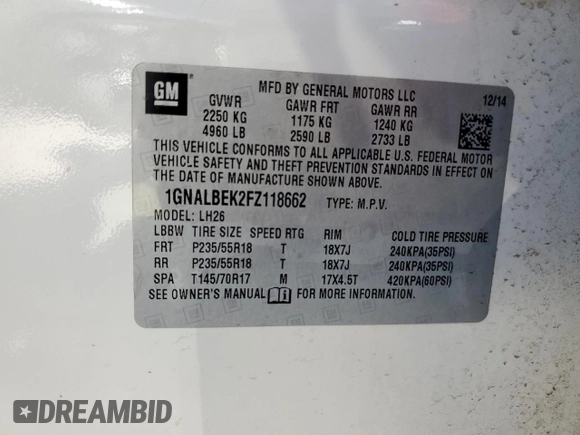 GM
MFD BY GENERAL MOTORS LLC
12/14
GVWR GAWR FRT GAWR RR
2250 KG 1175 KG 1240 KG
4960 LB 2590 LB 2733 LB
THIS VEHICLE CONFORMS TO ALL APPLICABLE U.S. FEDERAL MOTOR
VEHICLE SAFETY AND THEFT PREVENTION STANDARDS IN EFFECT ON
THE DATE OF MANUFACTURE SHOWN ABOVE.
1GNALBEK2FZ118662 TYPE: M.P.V.
MODEL: LH26
LBBW TIRE SIZE SPEED RTG RIM COLD TIRE PRESSURE
FRT P235/55R18 T 18X7J 240KPA(35PSI)
RR P235/55R18 T 18X7J 240KPA(35PSI)
SPA T145/70R17 M 17X4.5T 420KPA(60PSI)
SEE OWNER'S MANUAL FOR MORE INFORMATION.
DREAMBID